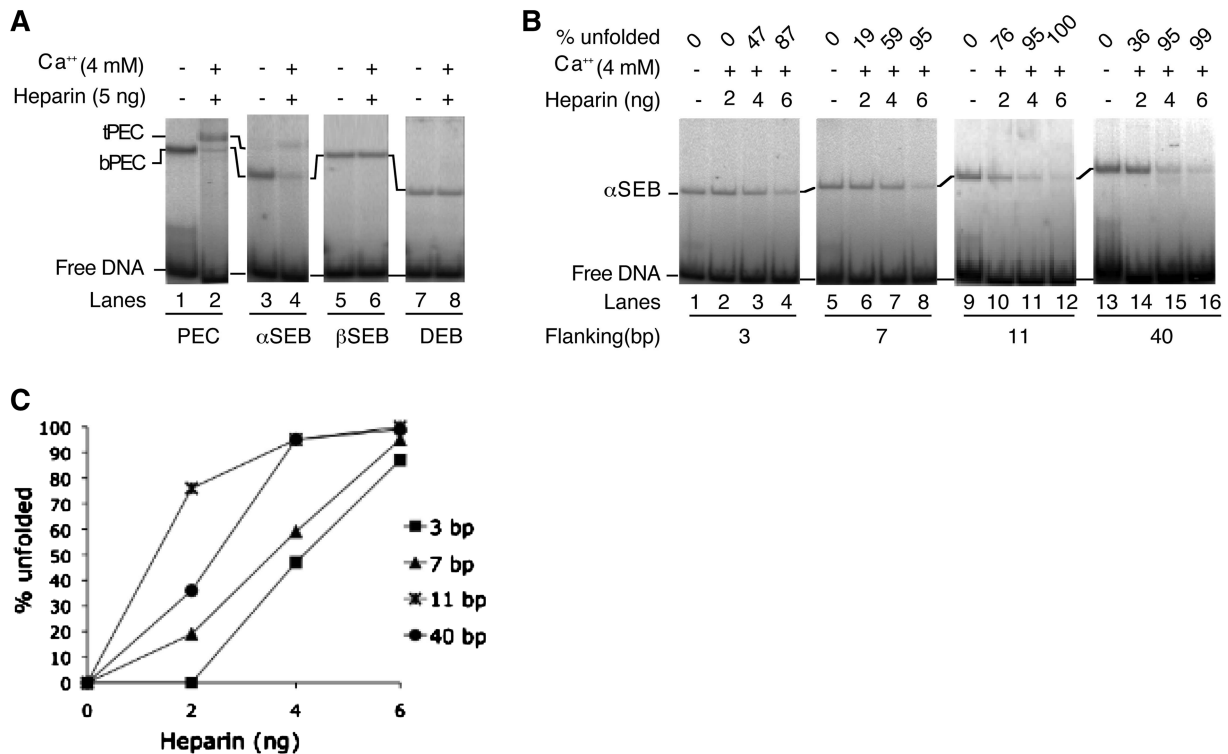 A
Ca⁺⁺ (4 mM) - + - + - + - +
Heparin (5 ng) - + - + - + - +
tPEC
bPEC
Free DNA
Lanes 1 2 3 4 5 6 7 8
PEC αSEB βSEB DEB
B
% unfolded 0 0 47 87 0 19 59 95 0 76 95 100 0 36 95 99
Ca⁺⁺ (4 mM) - + + + - + + + - + + + - + + +
Heparin (ng) - 2 4 6 - 2 4 6 - 2 4 6 - 2 4 6
αSEB
Free DNA
Lanes 1 2 3 4 5 6 7 8 9 10 11 12 13 14 15 16
Flanking(bp) 3 7 11 40
C
% unfolded
100
90
80
70
60
50
40
30
20
10
0
0 2 4 6
Heparin (ng)
3 bp
7 bp
11 bp
40 bp